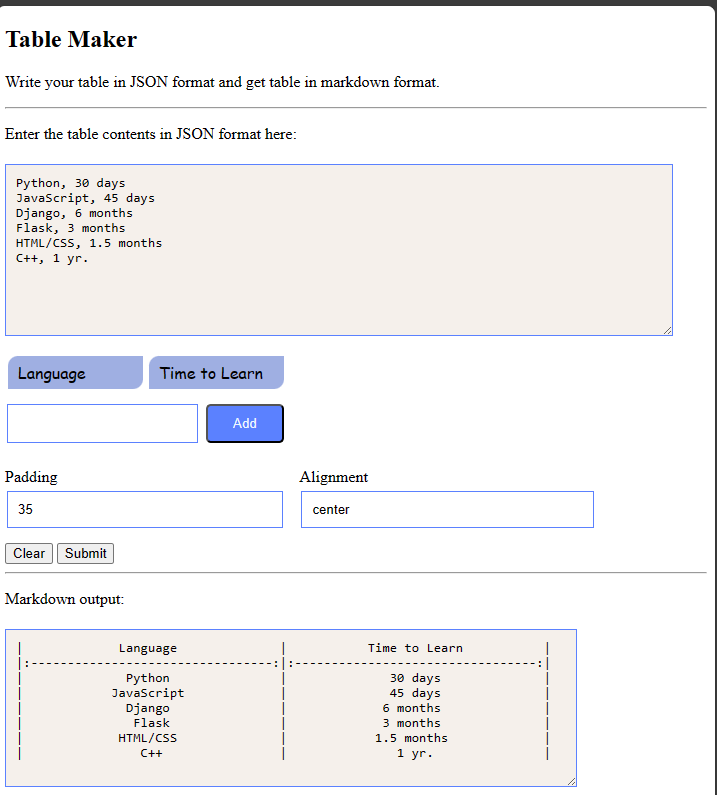 Table Maker
Write your table in JSON format and get table in markdown format.
Enter the table contents in JSON format here:
Python, 30 days
JavaScript, 45 days
Django, 6 months
Flask, 3 months
HTML/CSS, 1.5 months
C++, 1 yr.
Language Time to Learn
Add
Padding Alignment
35 center
Clear Submit
Markdown output:
|             Language              |           Time to Learn           |
|:---------------------------------:|:---------------------------------:|
|              Python               |              30 days              |
|            JavaScript             |              45 days              |
|              Django               |             6 months              |
|               Flask               |             3 months              |
|             HTML/CSS              |            1.5 months             |
|                C++                |               1 yr.               |